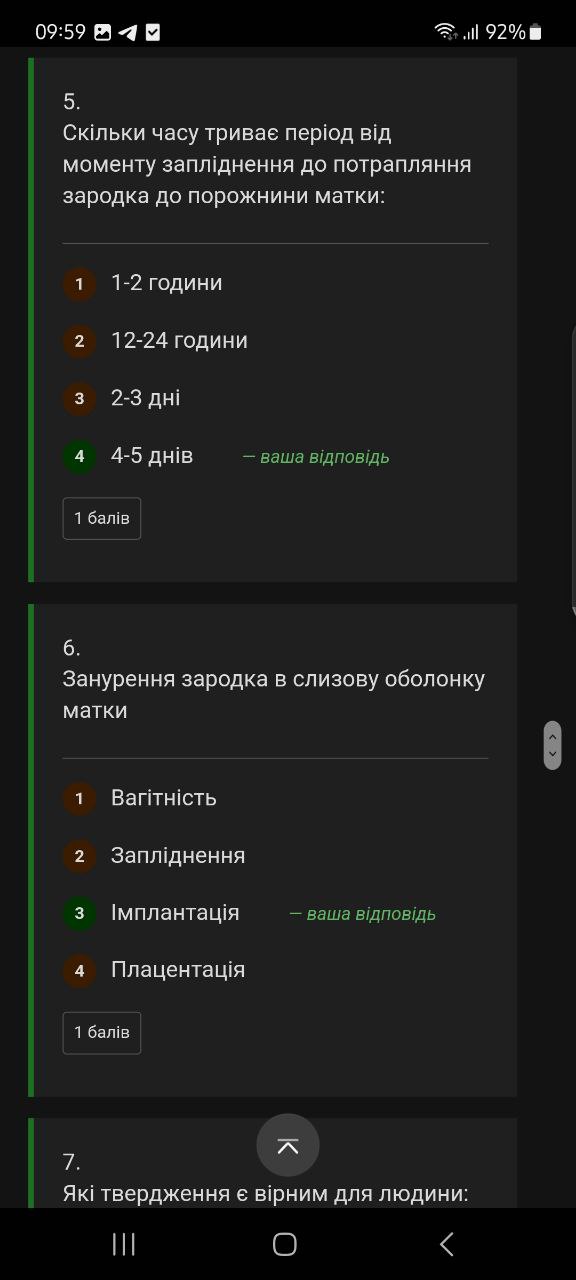 09:59
92%
5.
Скільки часу триває період від
моменту запліднення до потрапляння
зародка до порожнини матки:
1 1-2 години
2 12-24 години
3 2-3 дні
4 4-5 днів — ваша відповідь
1 балів
6.
Занурення зародка в слизову оболонку
матки
1 Вагітність
2 Запліднення
3 Імплантація — ваша відповідь
4 Плацентація
1 балів
7.
Які твердження є вірним для людини: